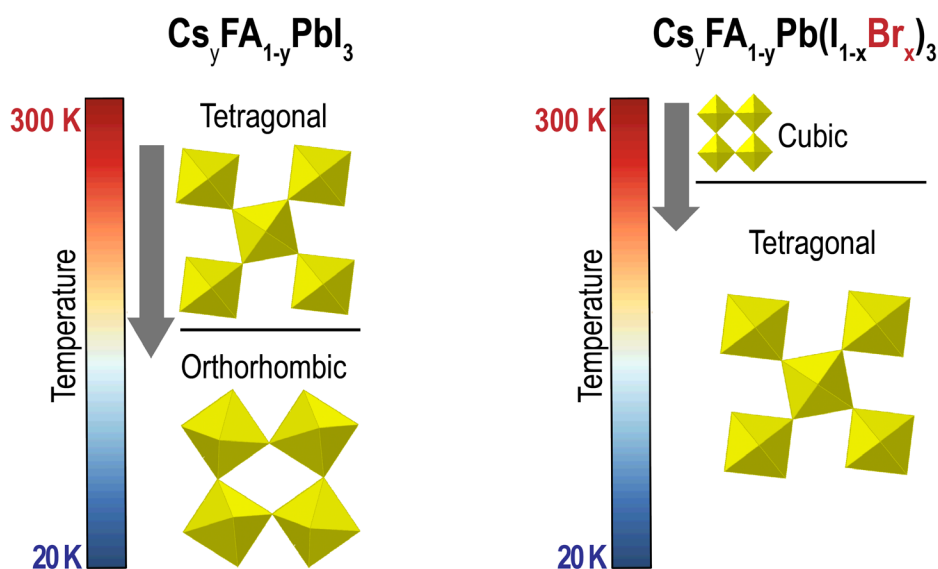 CsyFA1-yPbI3
300 K
Tetragonal
Temperature
Orthorhombic
20 K
CsyFA1-yPb(I1-xBrx)3
300 K
Cubic
Temperature
Tetragonal
20 K